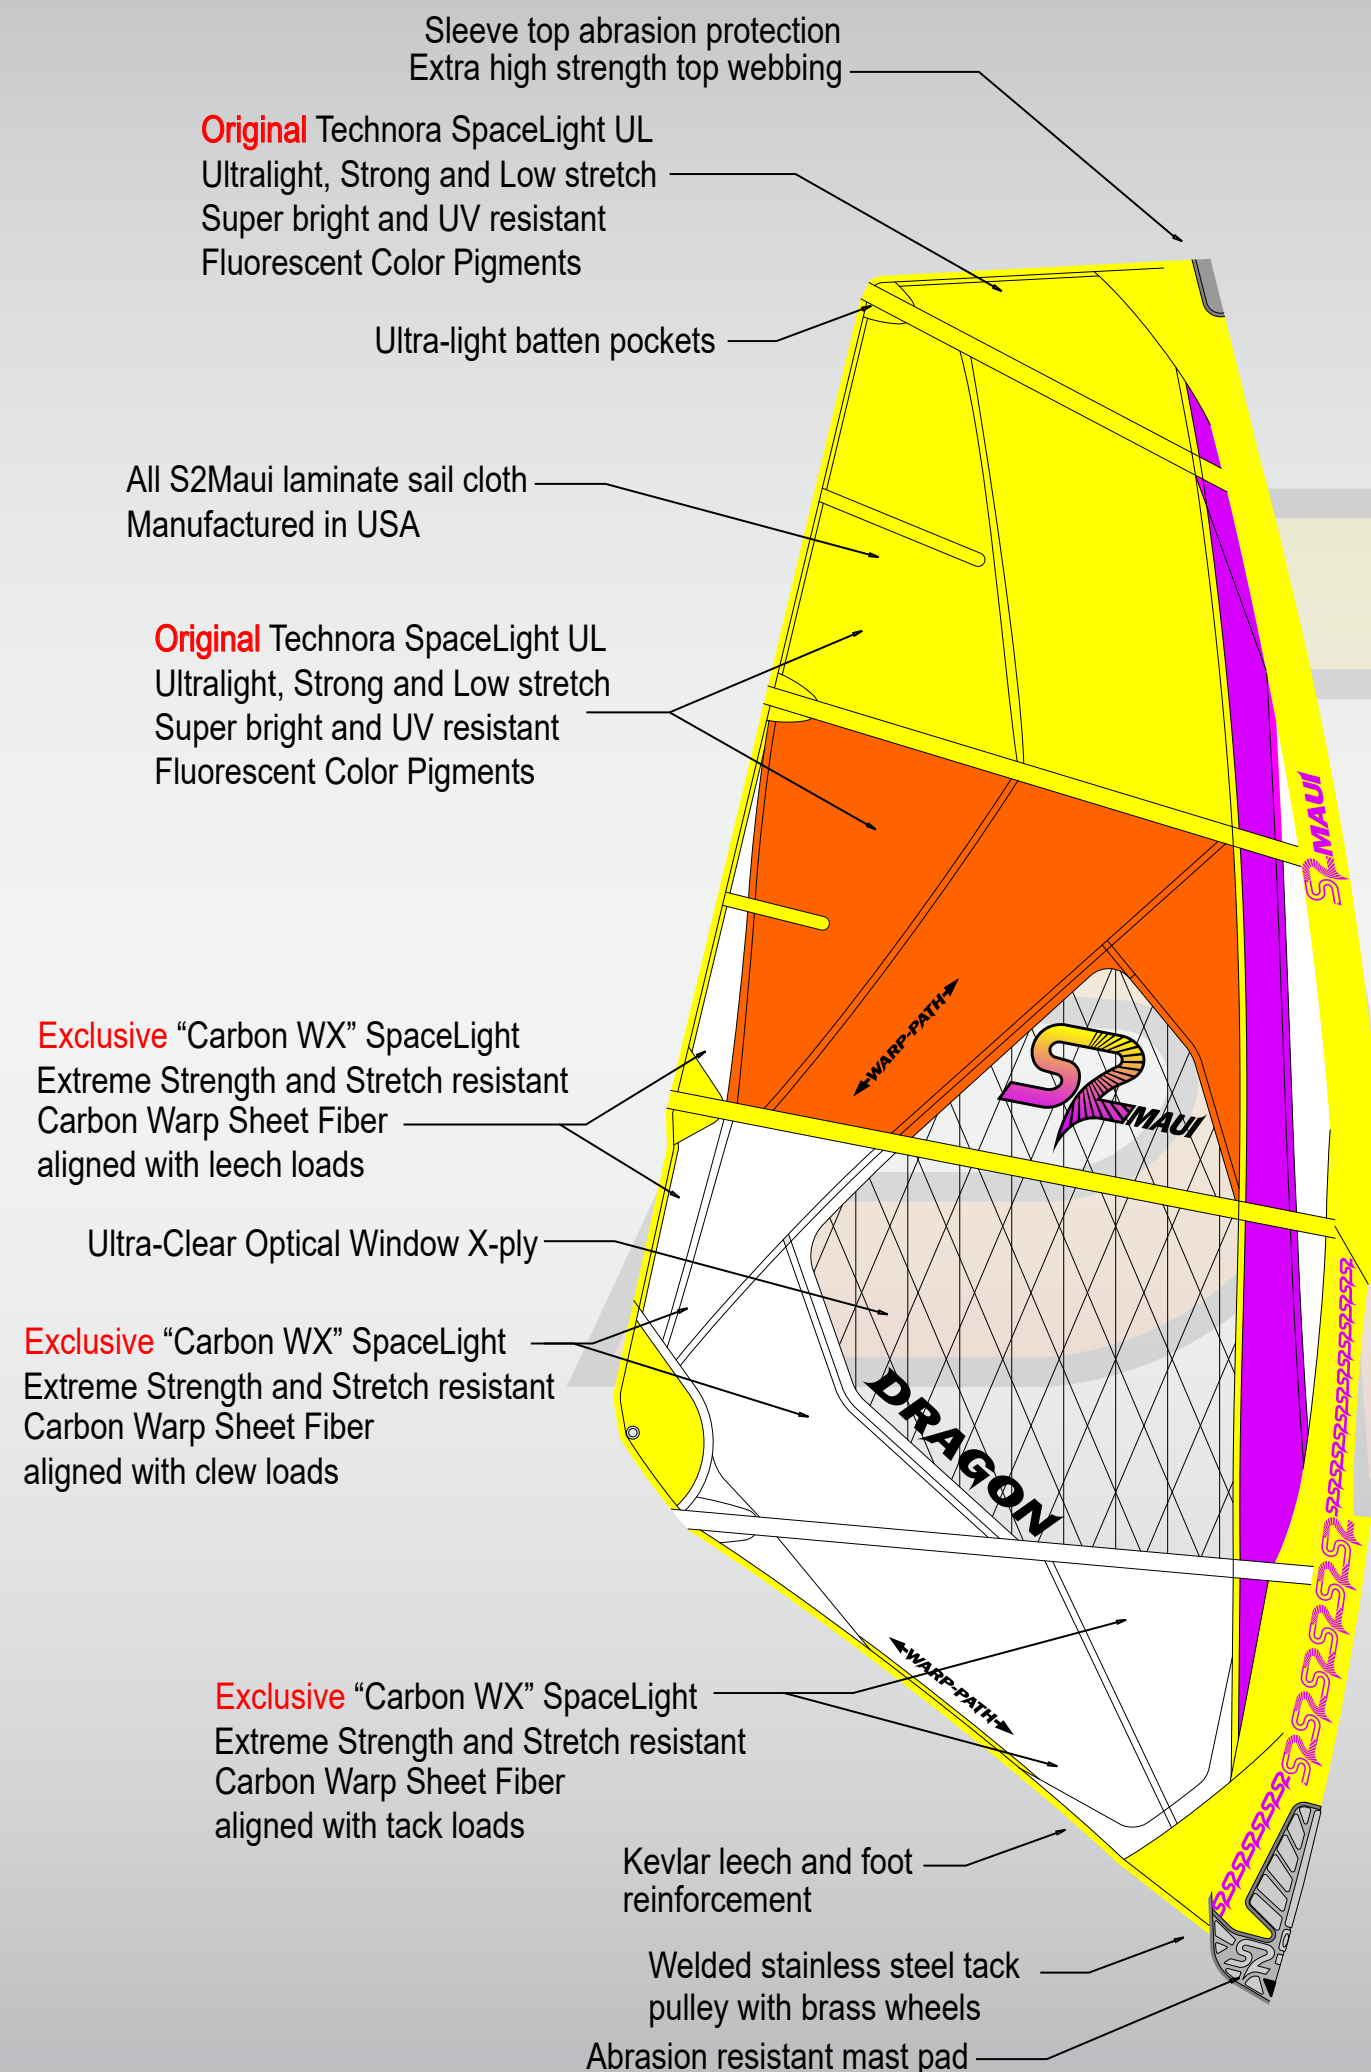 Sleeve top abrasion protection
Extra high strength top webbing
Original Technora SpaceLight UL
Ultralight, Strong and Low stretch
Super bright and UV resistant
Fluorescent Color Pigments
Ultra-light batten pockets
All S2Maui laminate sail cloth
Manufactured in USA
Original Technora SpaceLight UL
Ultralight, Strong and Low stretch
Super bright and UV resistant
Fluorescent Color Pigments
S2MAUI
WARP-PATH
S2
MAUI
Exclusive “Carbon WX” SpaceLight
Extreme Strength and Stretch resistant
Carbon Warp Sheet Fiber
aligned with leech loads
Ultra-Clear Optical Window X-ply
Exclusive “Carbon WX” SpaceLight
Extreme Strength and Stretch resistant
Carbon Warp Sheet Fiber
aligned with clew loads
DRAGON
WARP-PATH
Exclusive “Carbon WX” SpaceLight
Extreme Strength and Stretch resistant
Carbon Warp Sheet Fiber
aligned with tack loads
Kevlar leech and foot
reinforcement
Welded stainless steel tack
pulley with brass wheels
Abrasion resistant mast pad